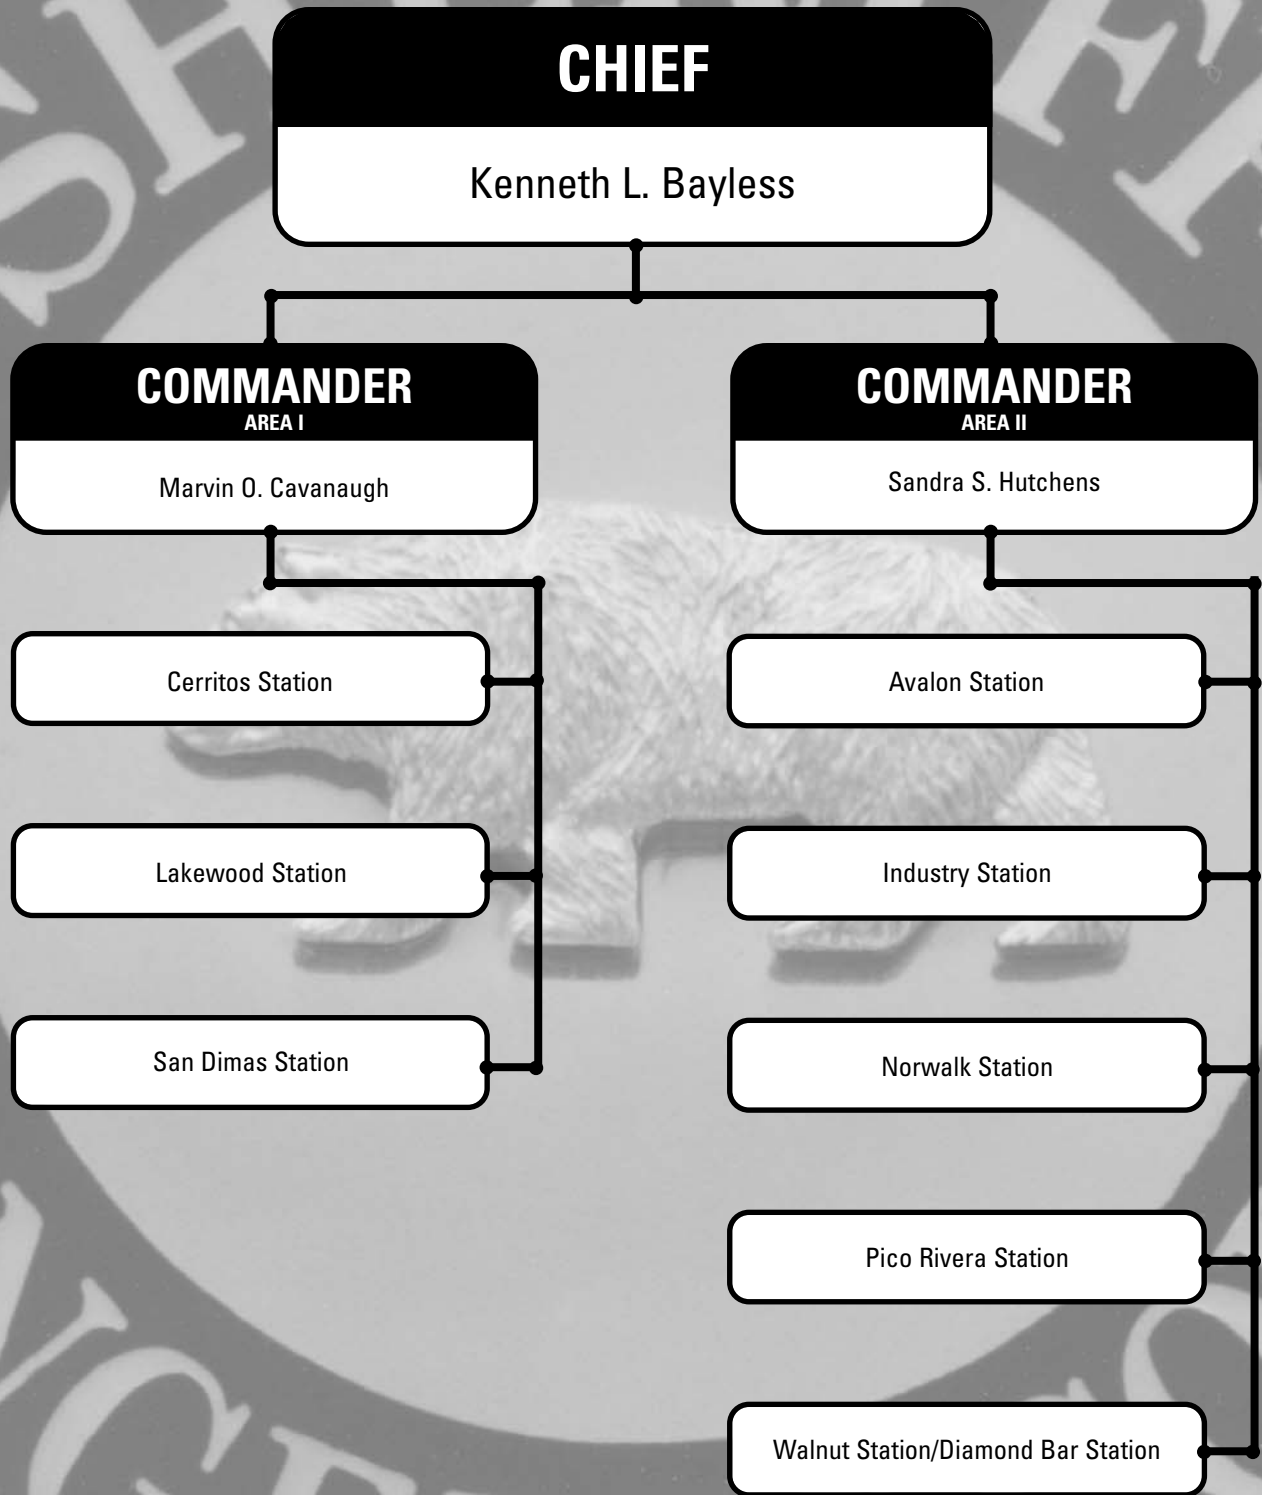 CHIEF
Kenneth L. Bayless
COMMANDER
AREA I
Marvin O. Cavanaugh
COMMANDER
AREA II
Sandra S. Hutchens
Cerritos Station
Lakewood Station
San Dimas Station
Avalon Station
Industry Station
Norwalk Station
Pico Rivera Station
Walnut Station/Diamond Bar Station